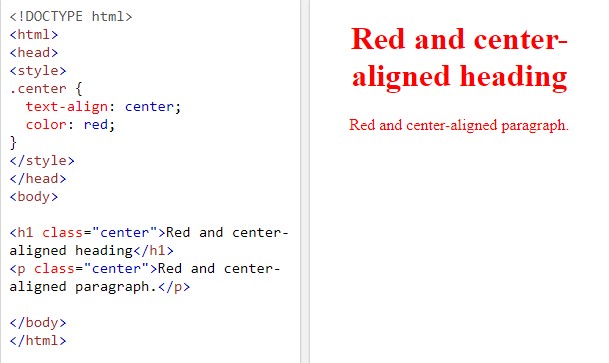 <!DOCTYPE html>
<html>
<head>
<style>
.center {
  text-align: center;
  color: red;
}
</style>
</head>
<body>

<h1 class="center">Red and center-
aligned heading</h1>
<p class="center">Red and center-
aligned paragraph.</p>

</body>
</html>
Red and center-
aligned heading
Red and center-aligned paragraph.